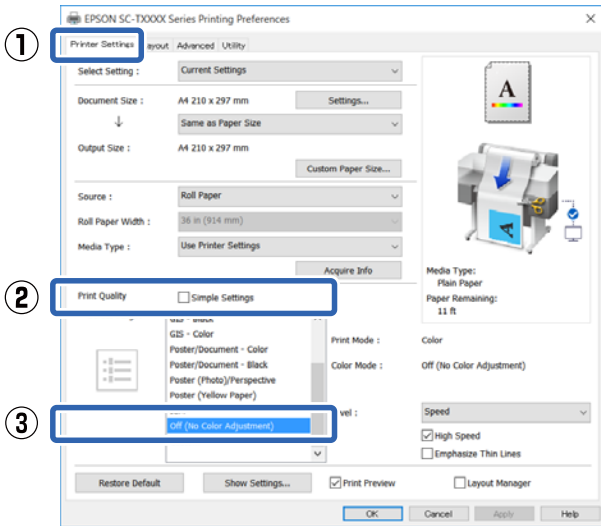 EPSON SC-TXXXX Series Printing Preferences
1
Printer Settings ayout Advanced Utility
Select Setting : Current Settings
Document Size : A4 210 x 297 mm Settings...
Same as Paper Size
Output Size : A4 210 x 297 mm
Custom Paper Size...
Source : Roll Paper
Roll Paper Width : 36 in (914 mm)
Media Type : Use Printer Settings
Acquire Info
A
Media Type:
Plain Paper
Paper Remaining:
11 ft
2
Print Quality Simple Settings
GIS - Black
GIS - Color
Poster/Document - Color
Poster/Document - Black
Poster (Photo)/Perspective
Poster (Yellow Paper)
3
Off (No Color Adjustment)
Print Mode : Color
Color Mode : Off (No Color Adjustment)
vel : Speed
High Speed
Emphasize Thin Lines
Restore Default Show Settings... Print Preview Layout Manager
OK Cancel Apply Help